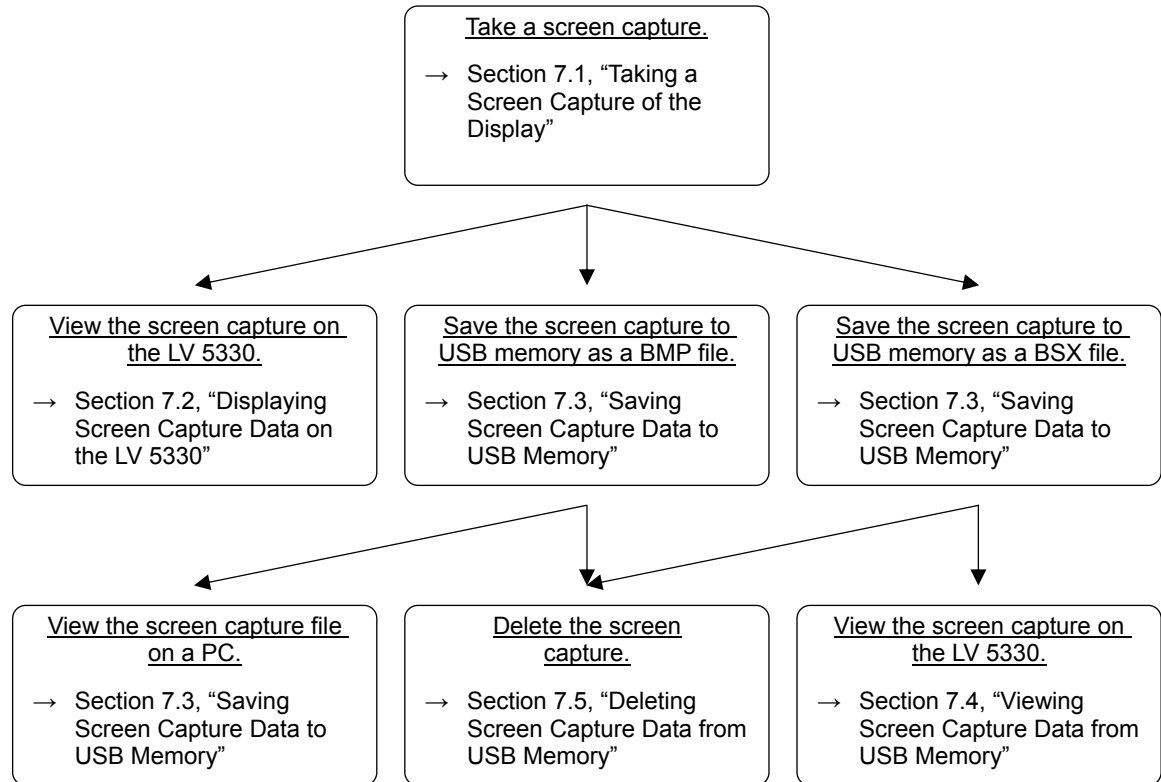 Take a screen capture.
→ Section 7.1, “Taking a
Screen Capture of the
Display”
View the screen capture on
the LV 5330.
→ Section 7.2, “Displaying
Screen Capture Data on
the LV 5330”
Save the screen capture to
USB memory as a BMP file.
→ Section 7.3, “Saving
Screen Capture Data to
USB Memory”
Save the screen capture to
USB memory as a BSX file.
→ Section 7.3, “Saving
Screen Capture Data to
USB Memory”
View the screen capture file
on a PC.
→ Section 7.3, “Saving
Screen Capture Data to
USB Memory”
Delete the screen
capture.
→ Section 7.5, “Deleting
Screen Capture Data from
USB Memory”
View the screen capture on
the LV 5330.
→ Section 7.4, “Viewing
Screen Capture Data from
USB Memory”